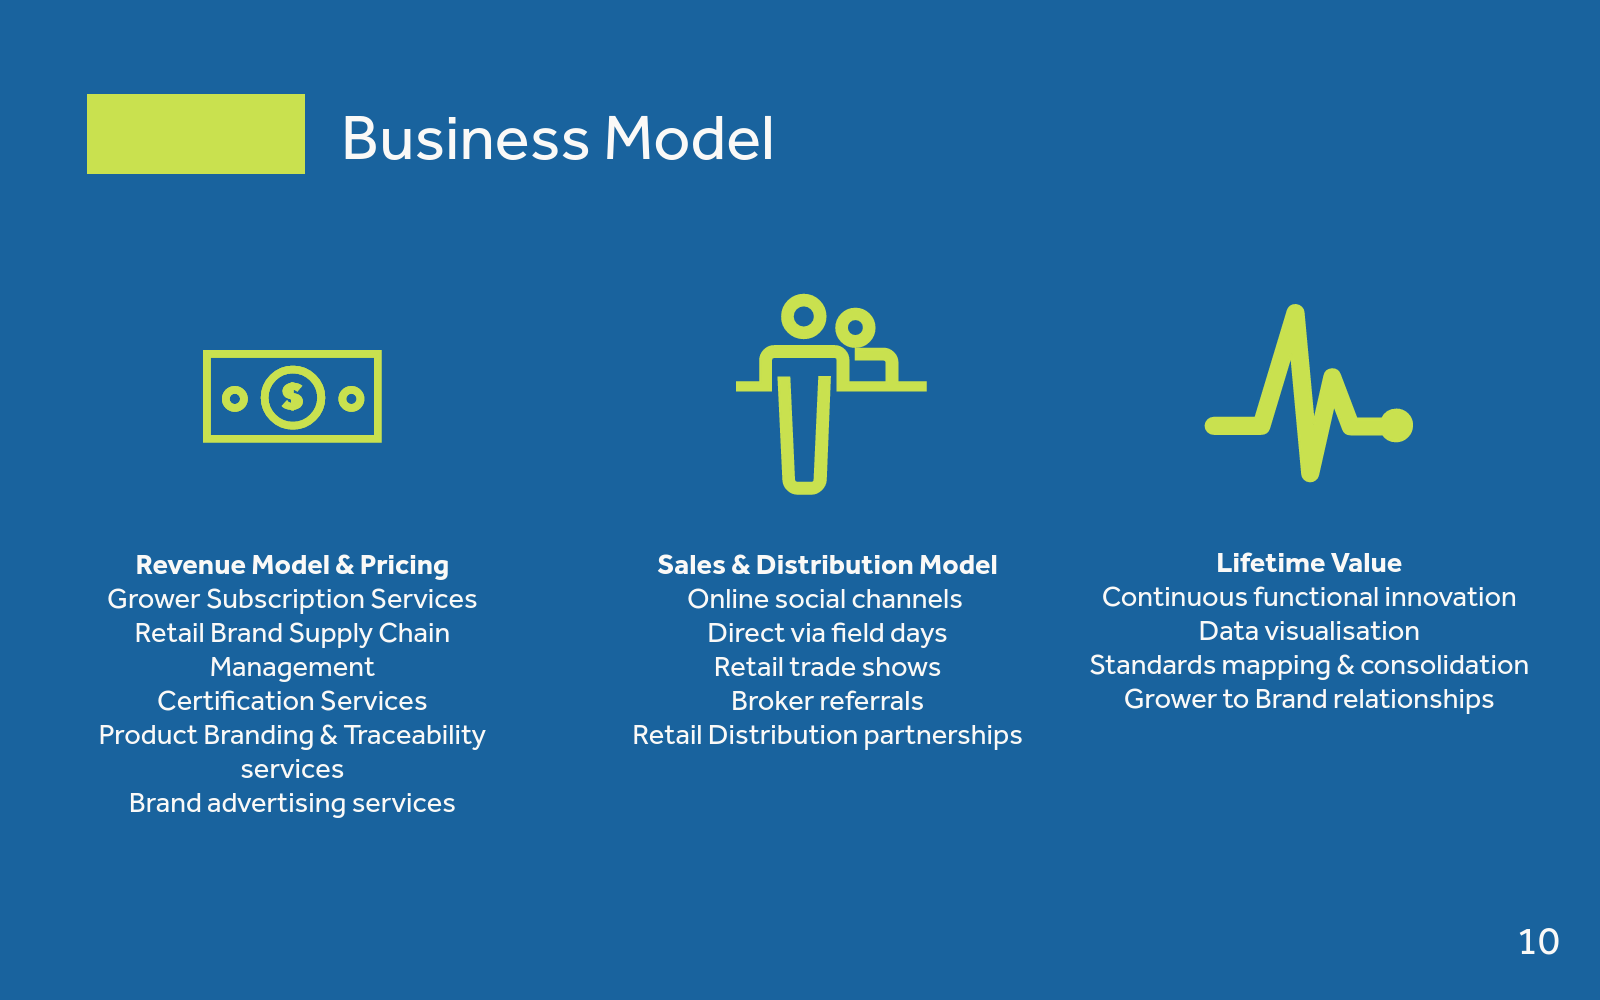 Business Model
$
Revenue Model & Pricing
Grower Subscription Services
Retail Brand Supply Chain
Management
Certification Services
Product Branding & Traceability
services
Brand advertising services
Sales & Distribution Model
Online social channels
Direct via field days
Retail trade shows
Broker referrals
Retail Distribution partnerships
Lifetime Value
Continuous functional innovation
Data visualisation
Standards mapping & consolidation
Grower to Brand relationships
10